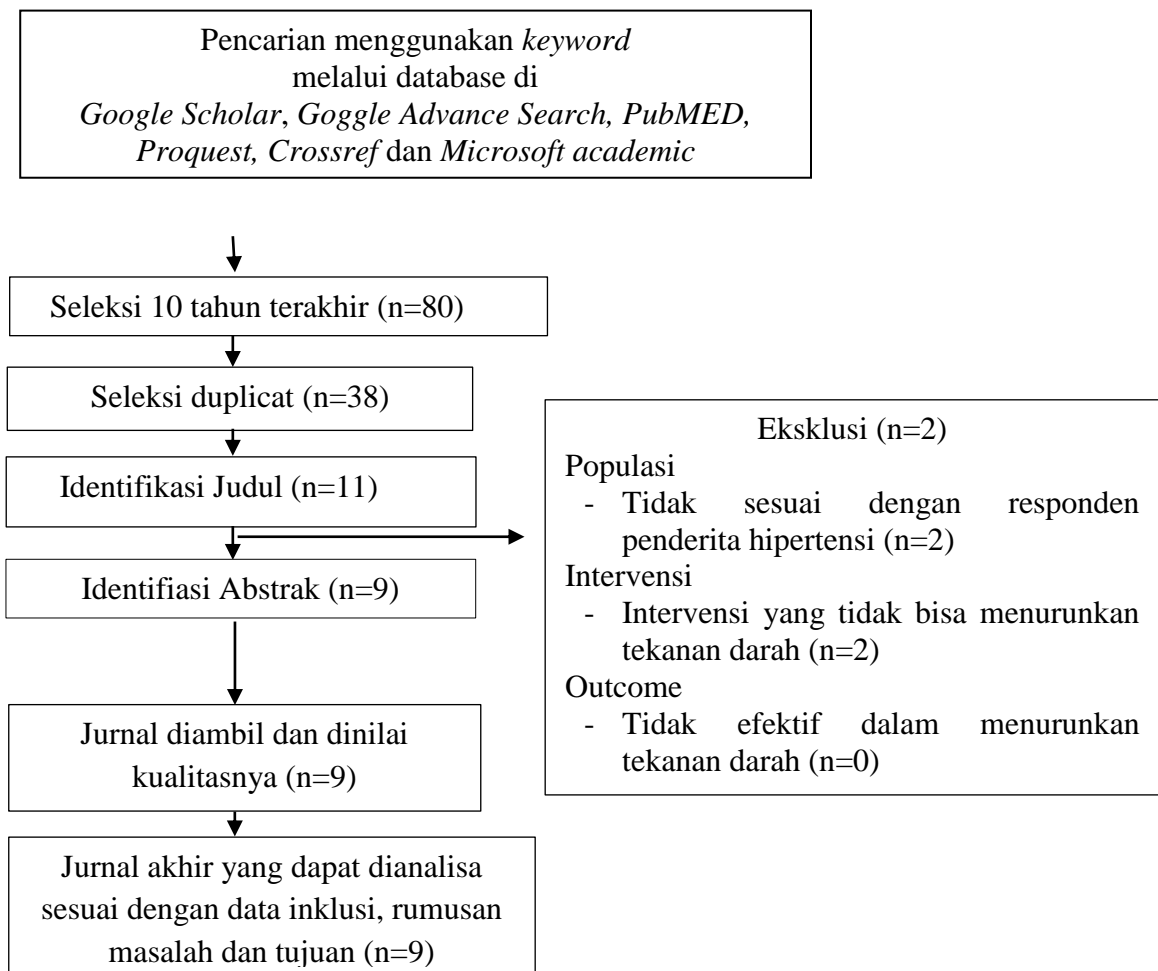 Pencarian menggunakan keyword
melalui database di
Google Scholar, Goggle Advance Search, PubMED,
Proquest, Crossref dan Microsoft academic
Seleksi 10 tahun terakhir (n=80)
Seleksi duplicat (n=38)
Identifikasi Judul (n=11)
Eksklusi (n=2)
Populasi
- Tidak sesuai dengan responden
penderita hipertensi (n=2)
Intervensi
- Intervensi yang tidak bisa menurunkan
tekanan darah (n=2)
Outcome
- Tidak efektif dalam menurunkan
tekanan darah (n=0)
Identifiasi Abstrak (n=9)
Jurnal diambil dan dinilai
kualitasnya (n=9)
Jurnal akhir yang dapat dianalisa
sesuai dengan data inklusi, rumusan
masalah dan tujuan (n=9)